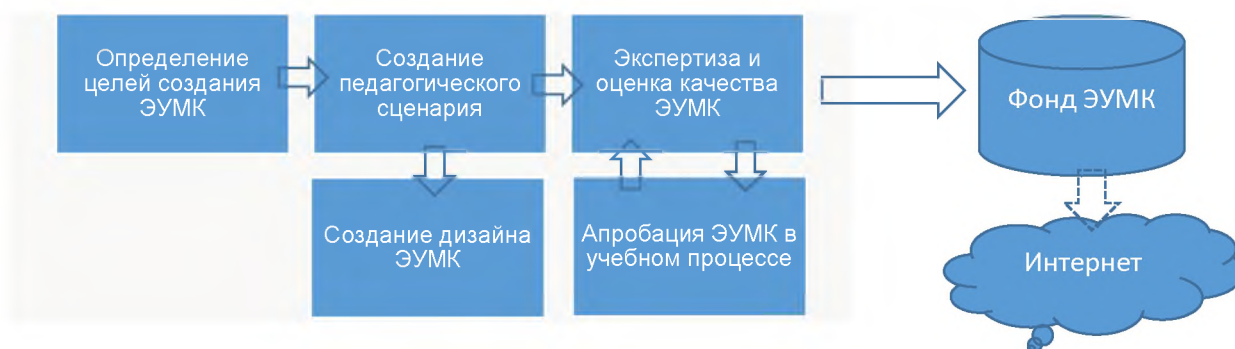 Определение
целей создания
ЭУМК
Создание
педагогического
сценария
Экспертиза и
оценка качества
ЭУМК
Фонд ЭУМК
Создание дизайна
ЭУМК
Апробация ЭУМК в
учебном процессе
Интернет